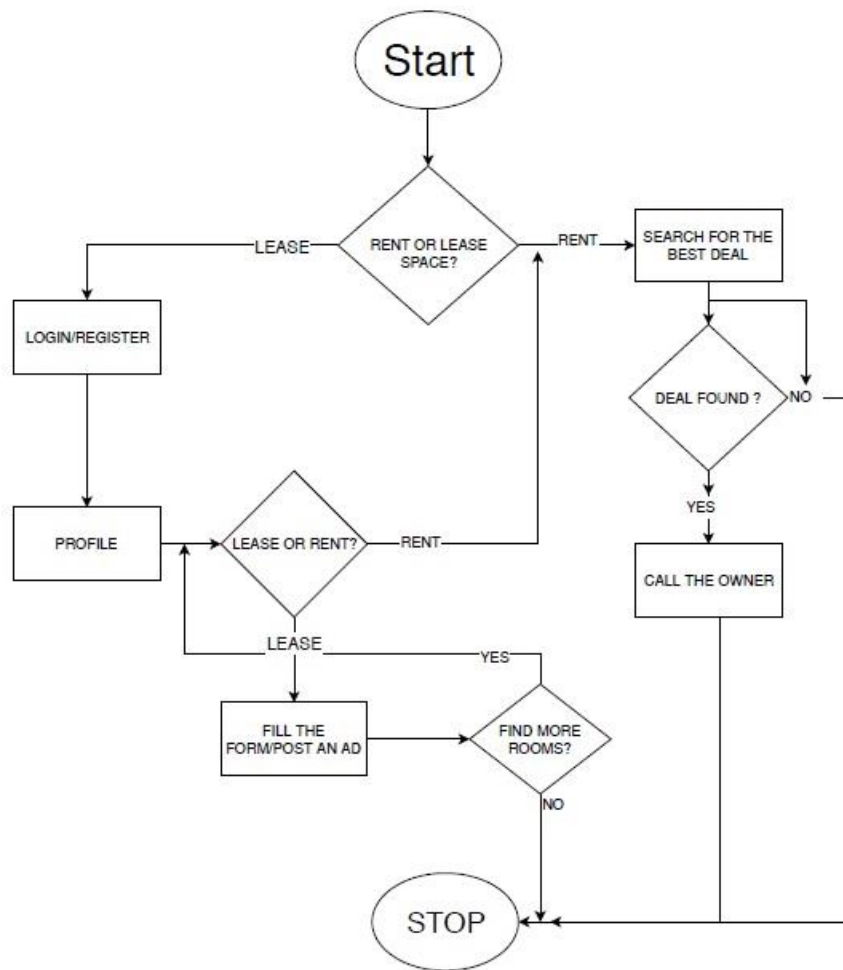 Start
RENT OR LEASE
SPACE?
LEASE
RENT
SEARCH FOR THE
BEST DEAL
LOGIN/REGISTER
DEAL FOUND ?
NO
YES
PROFILE
LEASE OR RENT?
RENT
CALL THE OWNER
LEASE
YES
FILL THE
FORM/POST AN AD
FIND MORE
ROOMS?
NO
STOP